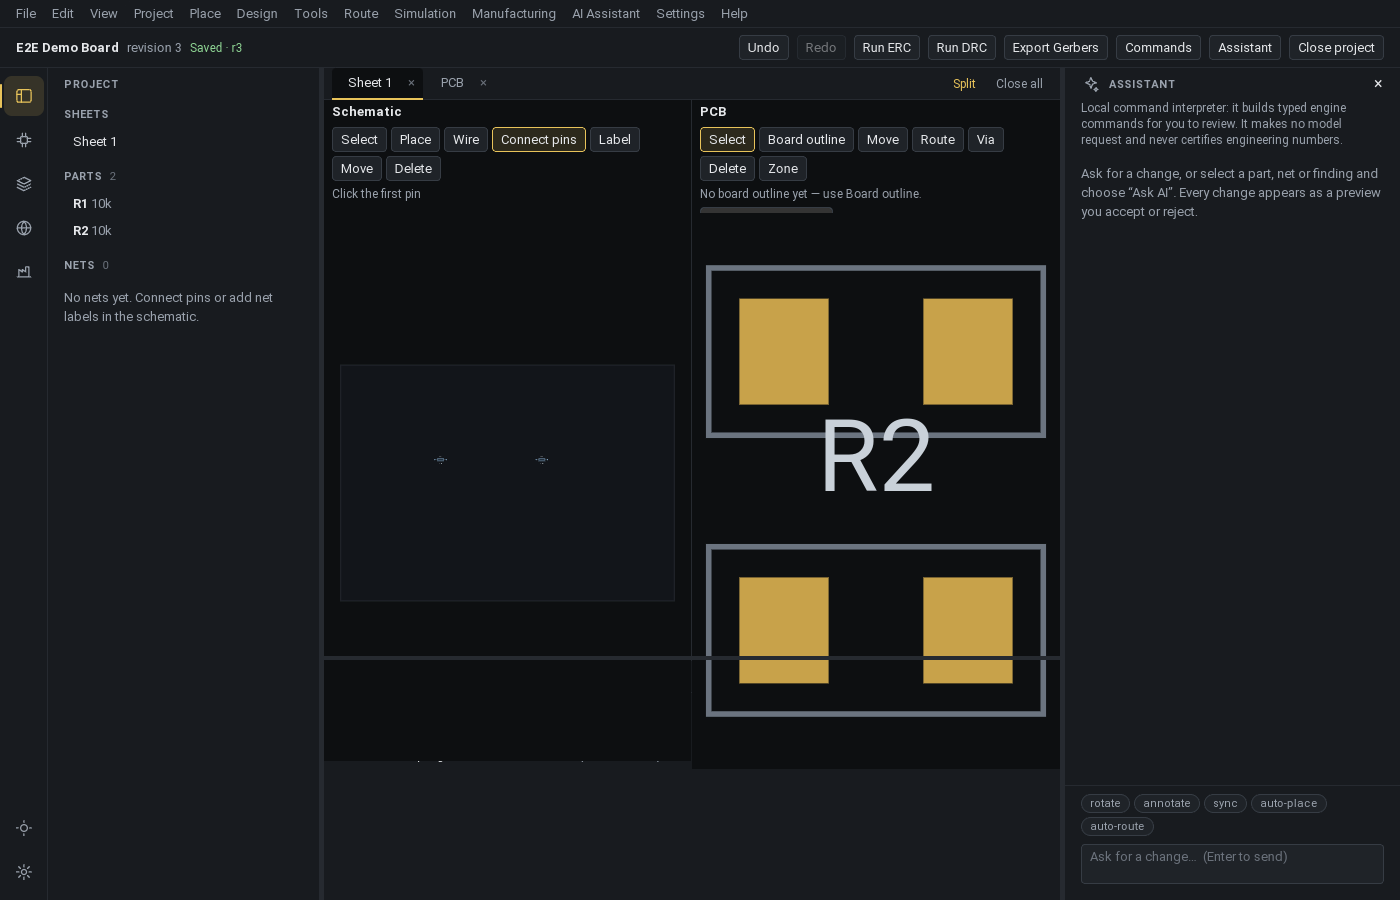 File Edit View Project Place Design Tools Route Simulation Manufacturing AI Assistant Settings Help
E2E Demo Board revision 3 Saved · r3 Undo Redo Run ERC Run DRC Export Gerbers Commands Assistant Close project
PROJECT
SHEETS
Sheet 1
PARTS 2
R1 10k
R2 10k
NETS 0
No nets yet. Connect pins or add net
labels in the schematic.
Sheet 1 × PCB × Split Close all
Schematic
Select Place Wire Connect pins Label
Move Delete
Click the first pin
PCB
Select Board outline Move Route Via
Delete Zone
No board outline yet — use Board outline.
R2
ASSISTANT ×
Local command interpreter: it builds typed engine
commands for you to review. It makes no model
request and never certifies engineering numbers.
Ask for a change, or select a part, net or finding and
choose “Ask AI”. Every change appears as a preview
you accept or reject.
rotate annotate sync auto-place
auto-route
Ask for a change… (Enter to send)